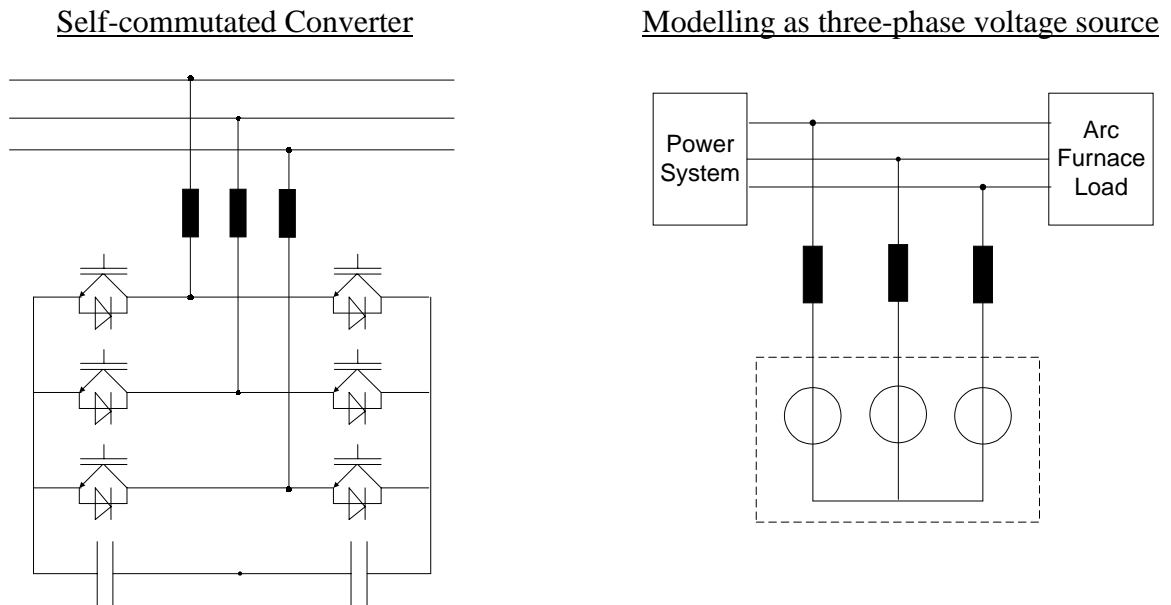 Self-commutated Converter
Modelling as three-phase voltage source
Power
System
Arc
Furnace
Load